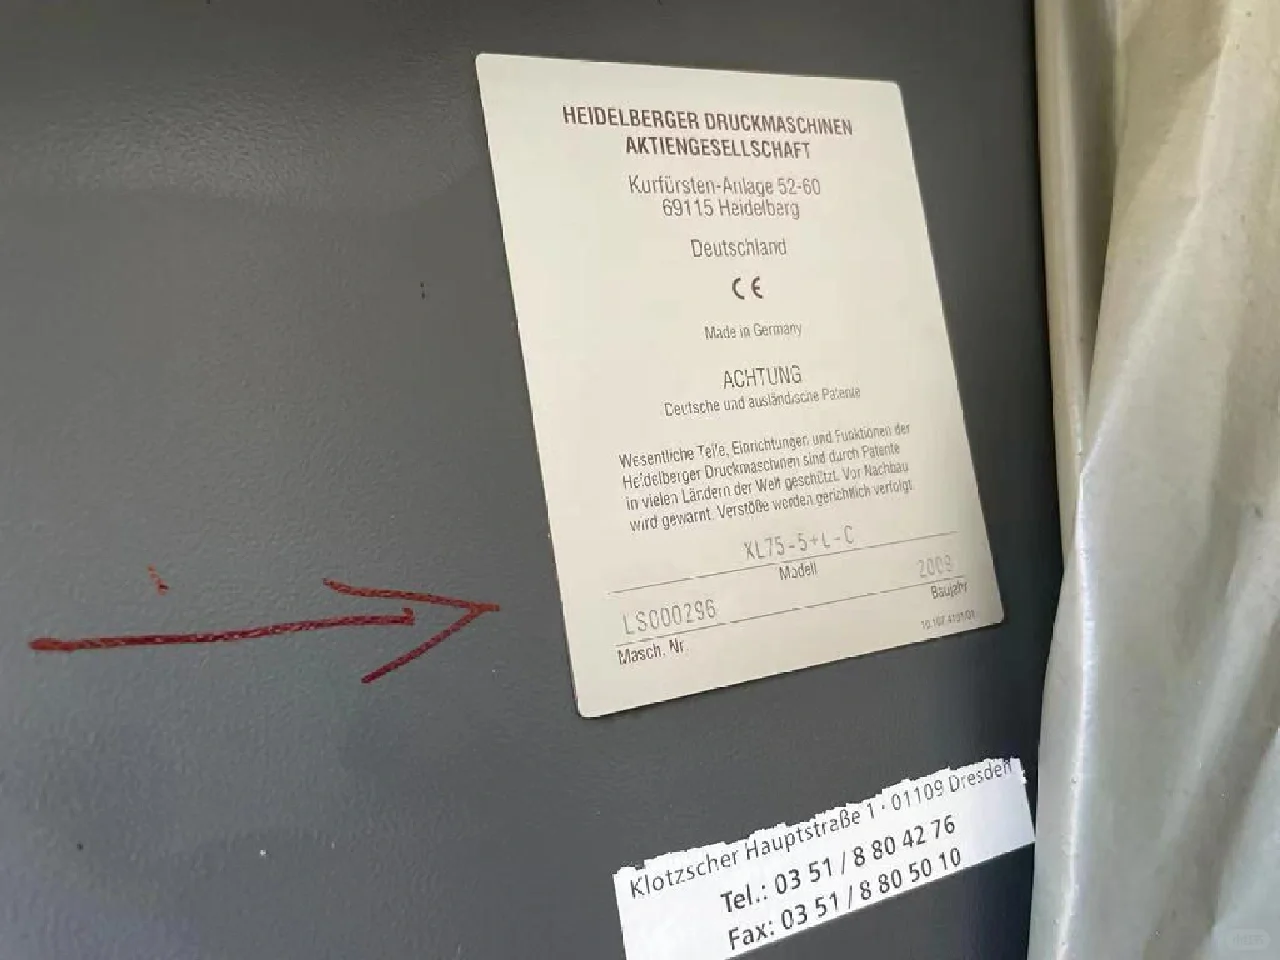 HEIDELBERGER DRUCKMASCHINEN
AKTIENGESELLSCHAFT
Kurfürsten-Anlage 52-60
69115 Heidelberg
Deutschland
CE
Made in Germany
ACHTUNG
Deutsche und ausländische Patente
Wesentliche Teile, Einrichtungen und Funktionen der
Heidelberger Druckmaschinen sind durch Patente
in vielen Ländern der Welt geschützt. Vor Nachbau
wird gewarnt. Verstöße werden gerichtlich verfolgt.
XL75-5+L-C
Modell
LS000296
2008
Masch. Nr.
Baujahr
Klotzscher Hauptstraße 1 · 01109 Dresden
Tel.: 03 51 / 8 80 42 76
Fax: 03 51 / 8 80 50 10